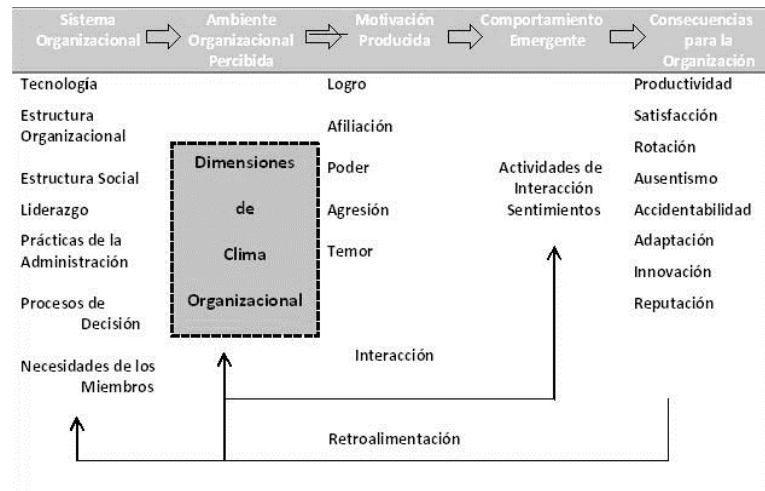 Sistema
Organizacional
Ambiente
Organizacional
Percibida
Motivación
Producida
Comportamiento
Emergente
Consecuencias
para la
Organización
Tecnología
Estructura
Organizacional
Estructura Social
Liderazgo
Prácticas de la
Administración
Procesos de
Decisión
Necesidades de los
Miembros
Dimensiones
de
Clima
Organizacional
Logro
Afiliación
Poder
Agresión
Temor
Actividades de
Interacción
Sentimientos
Productividad
Satisfacción
Rotación
Ausentismo
Accidentabilidad
Adaptación
Innovación
Reputación
Interacción
Retroalimentación